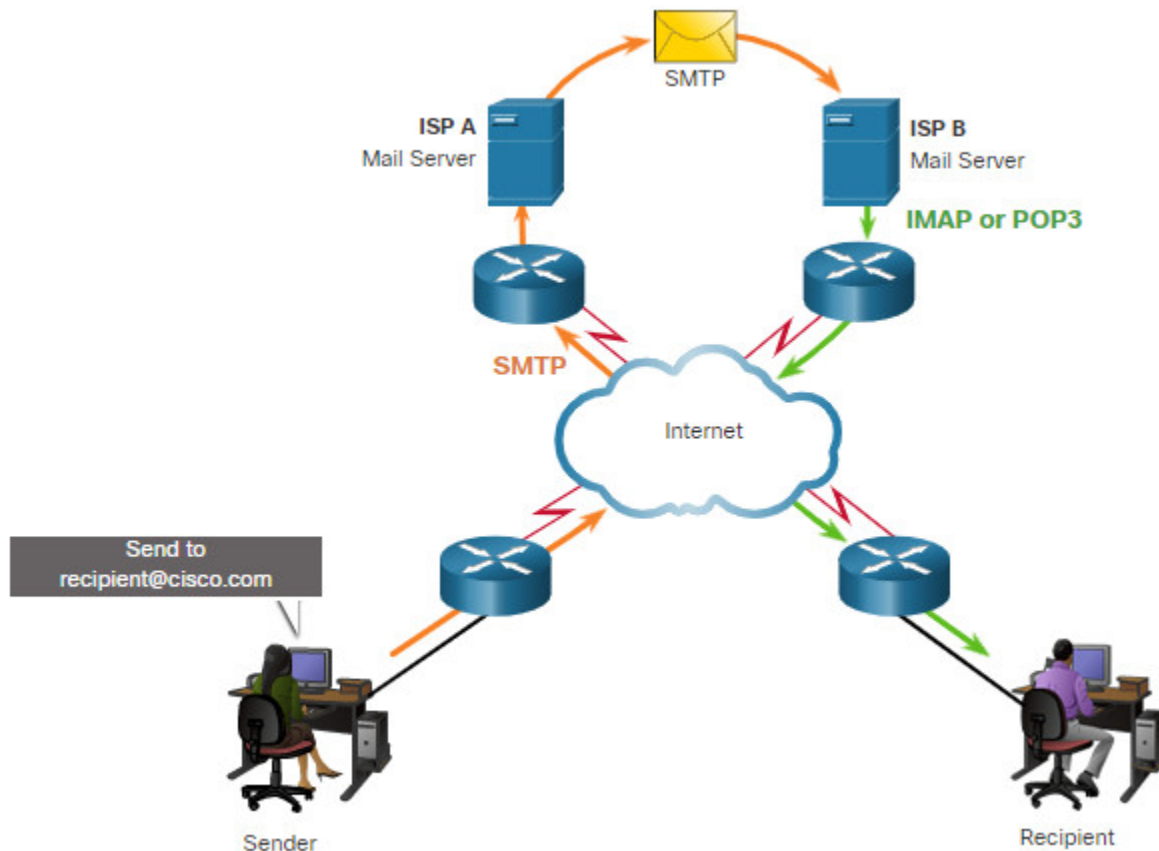 SMTP
ISP A
Mail Server
ISP B
Mail Server
IMAP or POP3
SMTP
Internet
Send to
recipient@cisco.com
Sender
Recipient